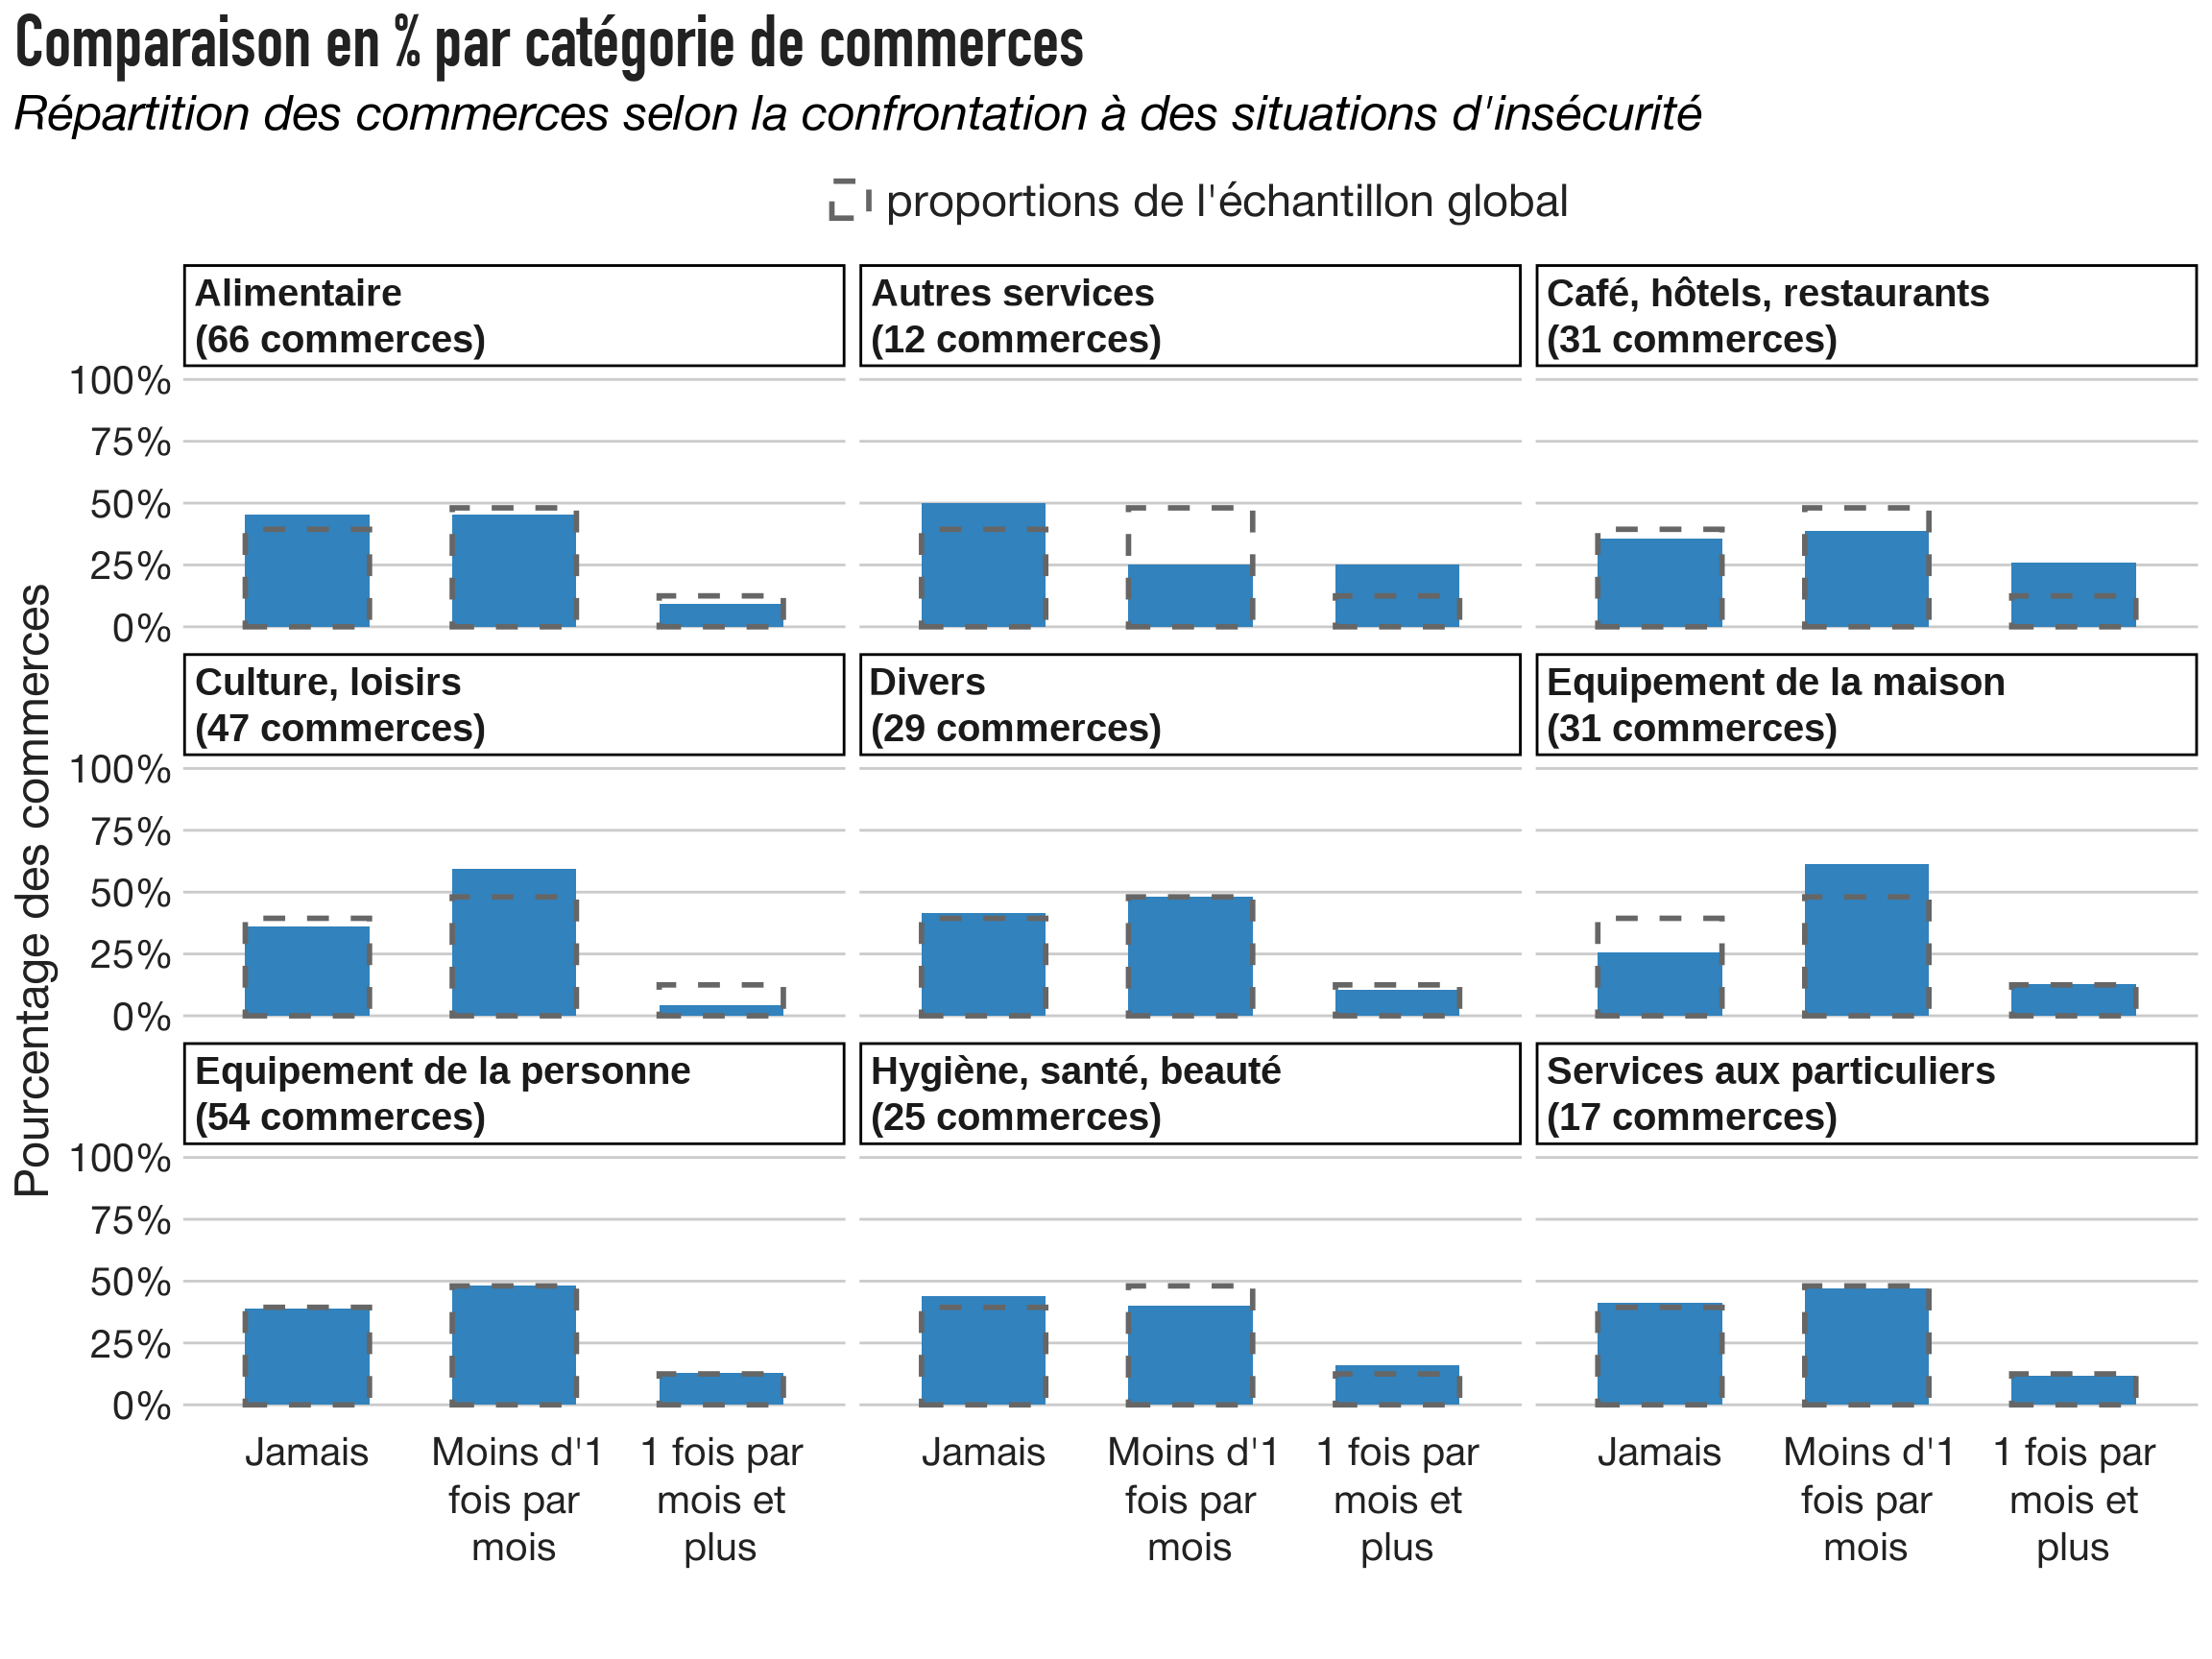 Comparaison en % par catégorie de commerces
Répartition des commerces selon la confrontation à des situations d'insécurité
proportions de l'échantillon global
Pourcentage des commerces
Alimentaire
(66 commerces)
Autres services
(12 commerces)
Café, hôtels, restaurants
(31 commerces)
100%
75%
50%
25%
0%
Culture, loisirs
(47 commerces)
Divers
(29 commerces)
Equipement de la maison
(31 commerces)
100%
75%
50%
25%
0%
Equipement de la personne
(54 commerces)
Hygiène, santé, beauté
(25 commerces)
Services aux particuliers
(17 commerces)
100%
75%
50%
25%
0%
Jamais
Moins d'1
fois par
mois
1 fois par
mois et
plus
Jamais
Moins d'1
fois par
mois
1 fois par
mois et
plus
Jamais
Moins d'1
fois par
mois
1 fois par
mois et
plus